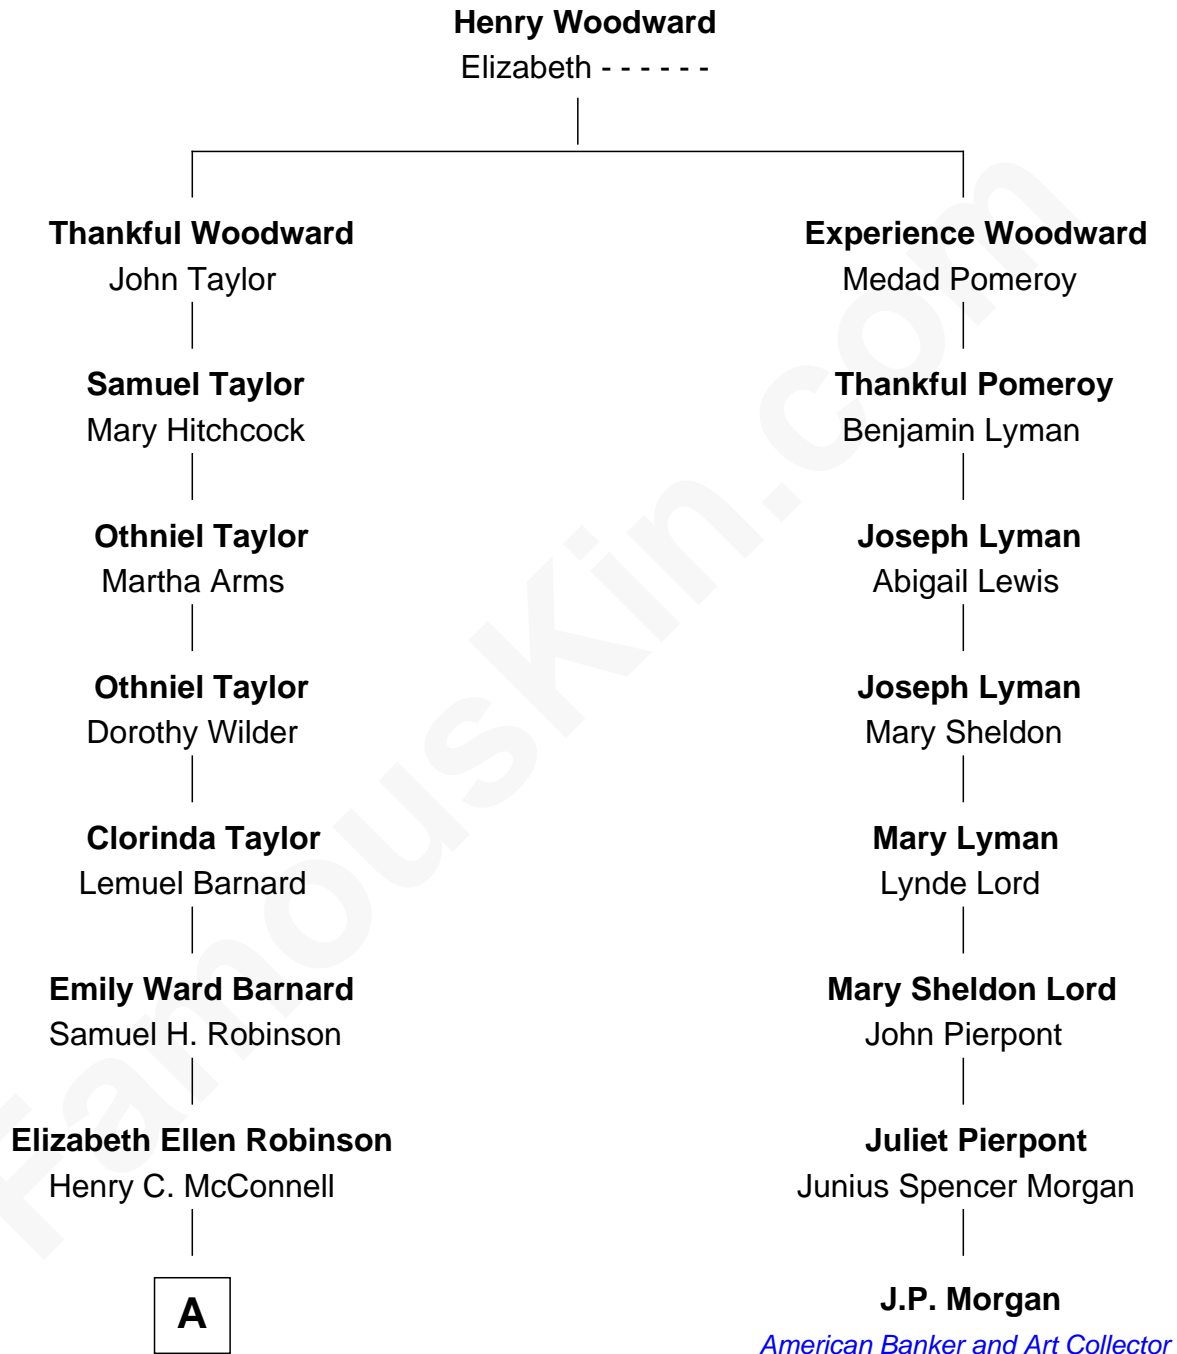 Henry Woodward
Elizabeth - - - - - -
Thankful Woodward
John Taylor
Experience Woodward
Medad Pomeroy
Samuel Taylor
Mary Hitchcock
Thankful Pomeroy
Benjamin Lyman
Othniel Taylor
Martha Arms
Joseph Lyman
Abigail Lewis
Othniel Taylor
Dorothy Wilder
Joseph Lyman
Mary Sheldon
Clorinda Taylor
Lemuel Barnard
Mary Lyman
Lynde Lord
Emily Ward Barnard
Samuel H. Robinson
Mary Sheldon Lord
John Pierpont
Elizabeth Ellen Robinson
Henry C. McConnell
Juliet Pierpont
Junius Spencer Morgan
A
J.P. Morgan
American Banker and Art Collector
FamousKin.com